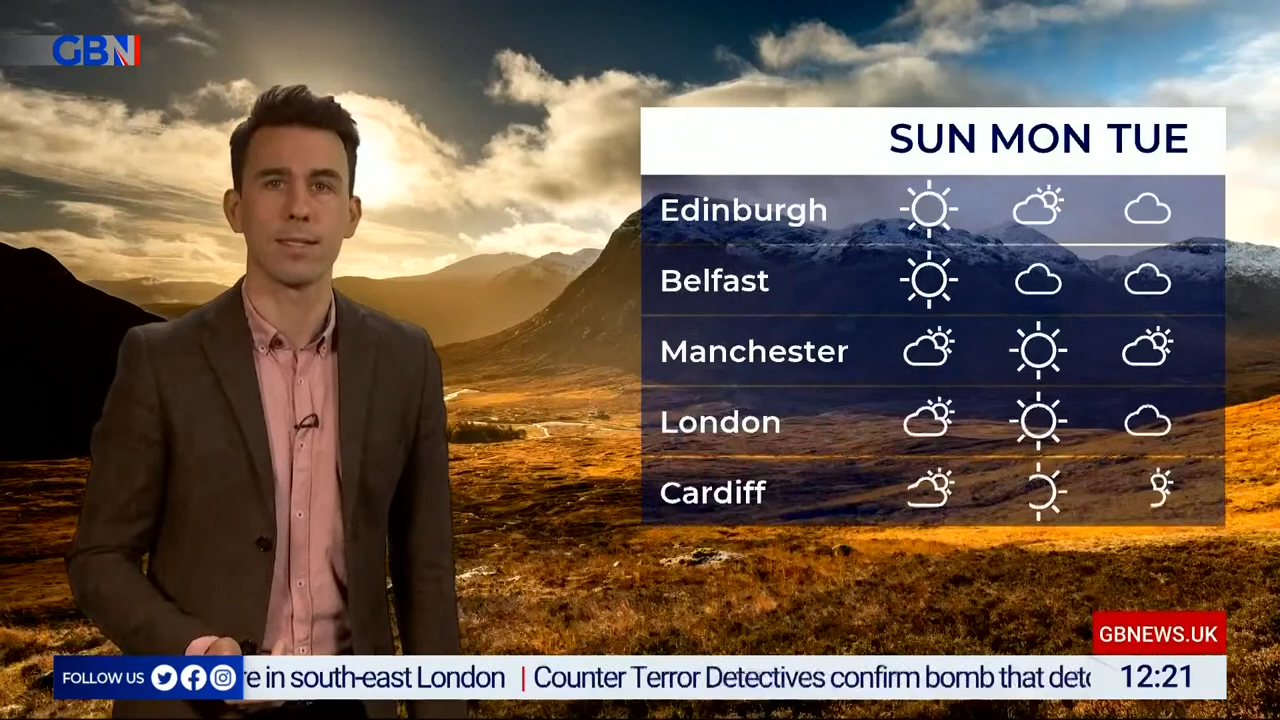 GBN
SUN MON TUE
Edinburgh
Belfast
Manchester
London
Cardiff
GBNEWS.UK
FOLLOW US re in south-east London | Counter Terror Detectives confirm bomb that deto 12:21